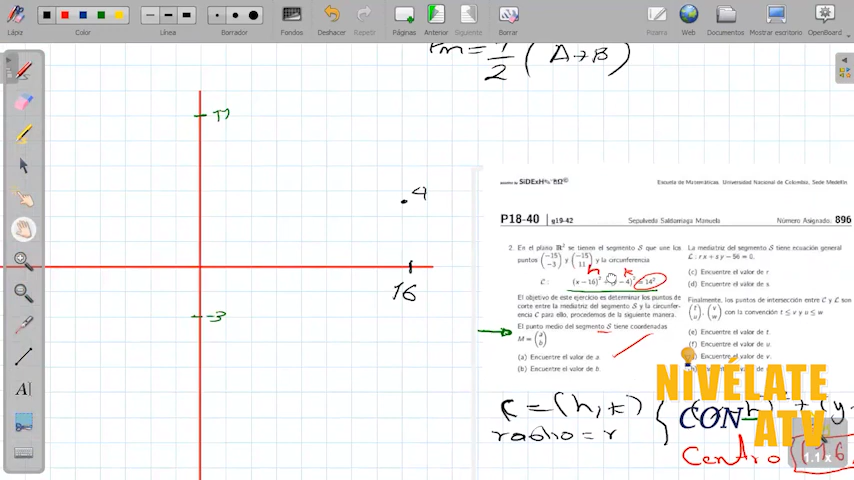 Lápiz
Color
Línea
Borrador
Fondos
Deshacer
Repetir
Páginas
Anterior
Siguiente
Borrar
Pizarra
Web
Documentos
Mostrar escritorio
OpenBoard
Pm = 1/2 (A+B)
11
.4
16
-3
Escuela de Matemáticas. Universidad Nacional de Colombia, Sede Medellín
P18-40 | g19-42
Sepulveda Saldarriaga Manuela
Número Asignado: 896
2. En el plano ℝ² se tienen el segmento S que une los
puntos (-15 -3) y (-15 11) y la circunferencia
h k
C: (x − 16)² − 4)² = 14²
El objetivo de este ejercicio es determinar los puntos de
corte entre la mediatriz del segmento S y la circunferencia
C para ello, procedemos de la siguiente manera.
El punto medio del segmento S tiene coordenadas
M = (a b)
(a) Encuentre el valor de a.
(b) Encuentre el valor de b.
La mediatriz del segmento S tiene ecuación general
L : rx + sy − 56 = 0.
(c) Encuentre el valor de r
(d) Encuentre el valor de s.
Finalmente, los puntos de intersección entre C y L son
(t u), (v w) con la convención t ≤ v y u ≤ w
(e) Encuentre el valor de t.
(f) Encuentre el valor de u.
Encuentre el valor de v.
C = (h, k)
radio = r
Centro (16
NIVÉLATE
CON ATV
1.1x
A